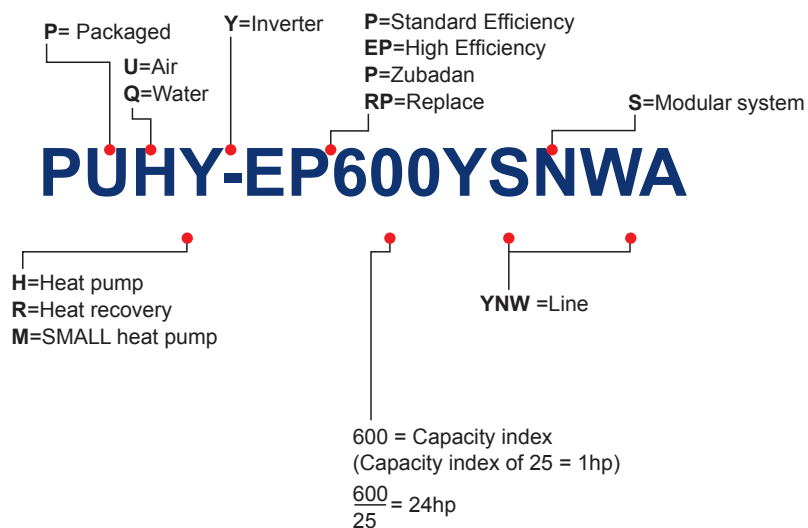 P= Packaged
U=Air
Q=Water
Y=Inverter
P=Standard Efficiency
EP=High Efficiency
P=Zubadan
RP=Replace
S=Modular system
PUHY-EP600YSNWA
H=Heat pump
R=Heat recovery
M=SMALL heat pump
YNW =Line
600 = Capacity index
(Capacity index of 25 = 1hp)
600
25 = 24hp